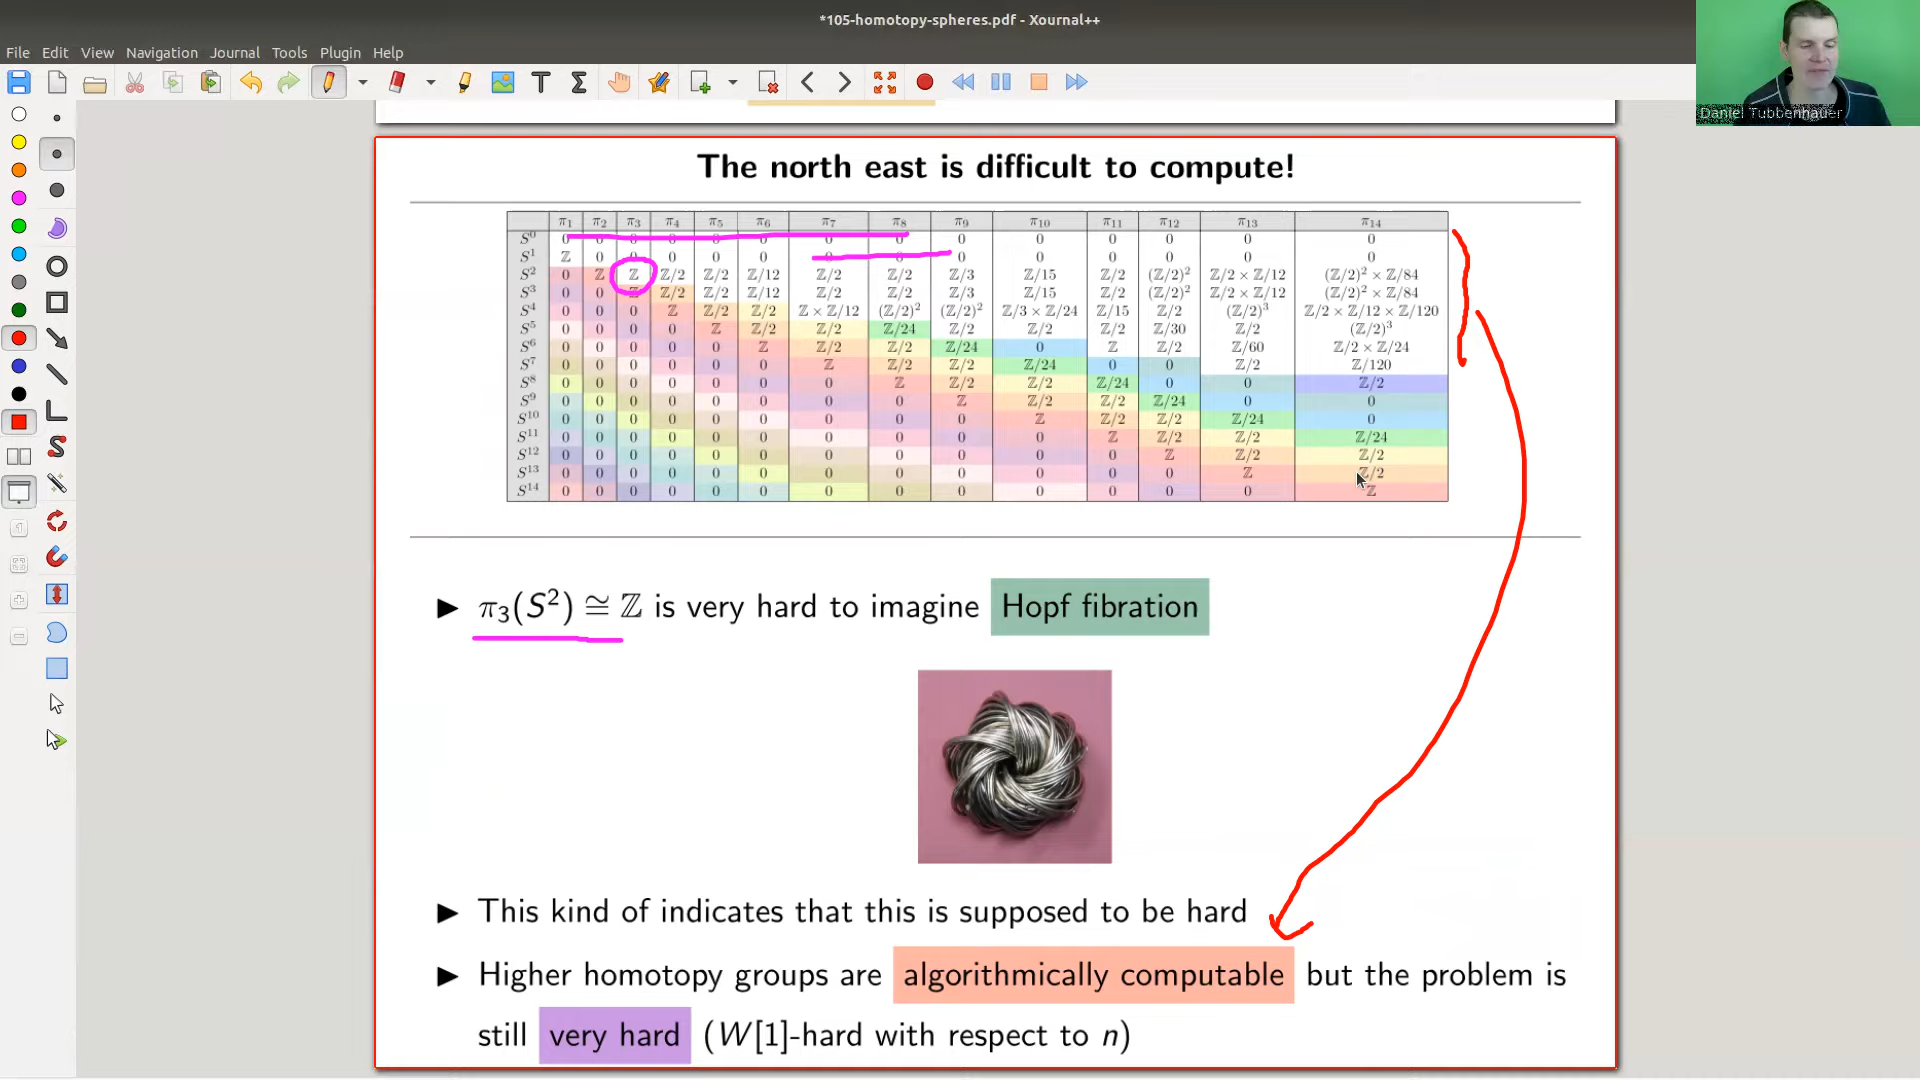 *105-homotopy-spheres.pdf - Xournal++
File Edit View Navigation Journal Tools Plugin Help
Daniel Tubbenhauer
The north east is difficult to compute!
π₁ π₂ π₃ π₄ π₅ π₆ π₇ π₈ π₉ π₁₀ π₁₁ π₁₂ π₁₃ π₁₄
S⁰ 0 0 0 0 0 0 0 0 0 0 0 0 0 0
S¹ ℤ 0 0 0 0 0 0 0 0 0 0 0 0 0
S² 0 ℤ ℤ ℤ/2 ℤ/2 ℤ/12 ℤ/2 ℤ/2 ℤ/3 ℤ/15 ℤ/2 (ℤ/2)² ℤ/2 × ℤ/12 (ℤ/2)² × ℤ/84
S³ 0 0 ℤ ℤ/2 ℤ/2 ℤ/12 ℤ/2 ℤ/2 ℤ/3 ℤ/15 ℤ/2 (ℤ/2)² ℤ/2 × ℤ/12 (ℤ/2)² × ℤ/84
S⁴ 0 0 0 ℤ ℤ/2 ℤ/2 ℤ × ℤ/12 (ℤ/2)² (ℤ/2)² ℤ/3 × ℤ/24 ℤ/15 ℤ/2 (ℤ/2)³ ℤ/2 × ℤ/12 × ℤ/120
S⁵ 0 0 0 0 ℤ ℤ/2 ℤ/2 ℤ/24 ℤ/2 ℤ/2 ℤ/2 ℤ/30 ℤ/2 (ℤ/2)³
S⁶ 0 0 0 0 0 ℤ ℤ/2 ℤ/2 ℤ/24 0 ℤ ℤ/2 ℤ/60 ℤ/2 × ℤ/24
S⁷ 0 0 0 0 0 0 ℤ ℤ/2 ℤ/2 ℤ/24 0 0 ℤ/2 ℤ/120
S⁸ 0 0 0 0 0 0 0 ℤ ℤ/2 ℤ/2 ℤ/24 0 0 ℤ/2
S⁹ 0 0 0 0 0 0 0 0 ℤ ℤ/2 ℤ/2 ℤ/24 0 0
S¹⁰ 0 0 0 0 0 0 0 0 0 ℤ ℤ/2 ℤ/2 ℤ/24 0
S¹¹ 0 0 0 0 0 0 0 0 0 0 ℤ ℤ/2 ℤ/2 ℤ/24
S¹² 0 0 0 0 0 0 0 0 0 0 0 ℤ ℤ/2 ℤ/2
S¹³ 0 0 0 0 0 0 0 0 0 0 0 0 ℤ ℤ/2
S¹⁴ 0 0 0 0 0 0 0 0 0 0 0 0 0 ℤ
▶ π₃(S²) ≅ ℤ is very hard to imagine Hopf fibration
▶ This kind of indicates that this is supposed to be hard
▶ Higher homotopy groups are algorithmically computable but the problem is
still very hard (W[1]-hard with respect to n)